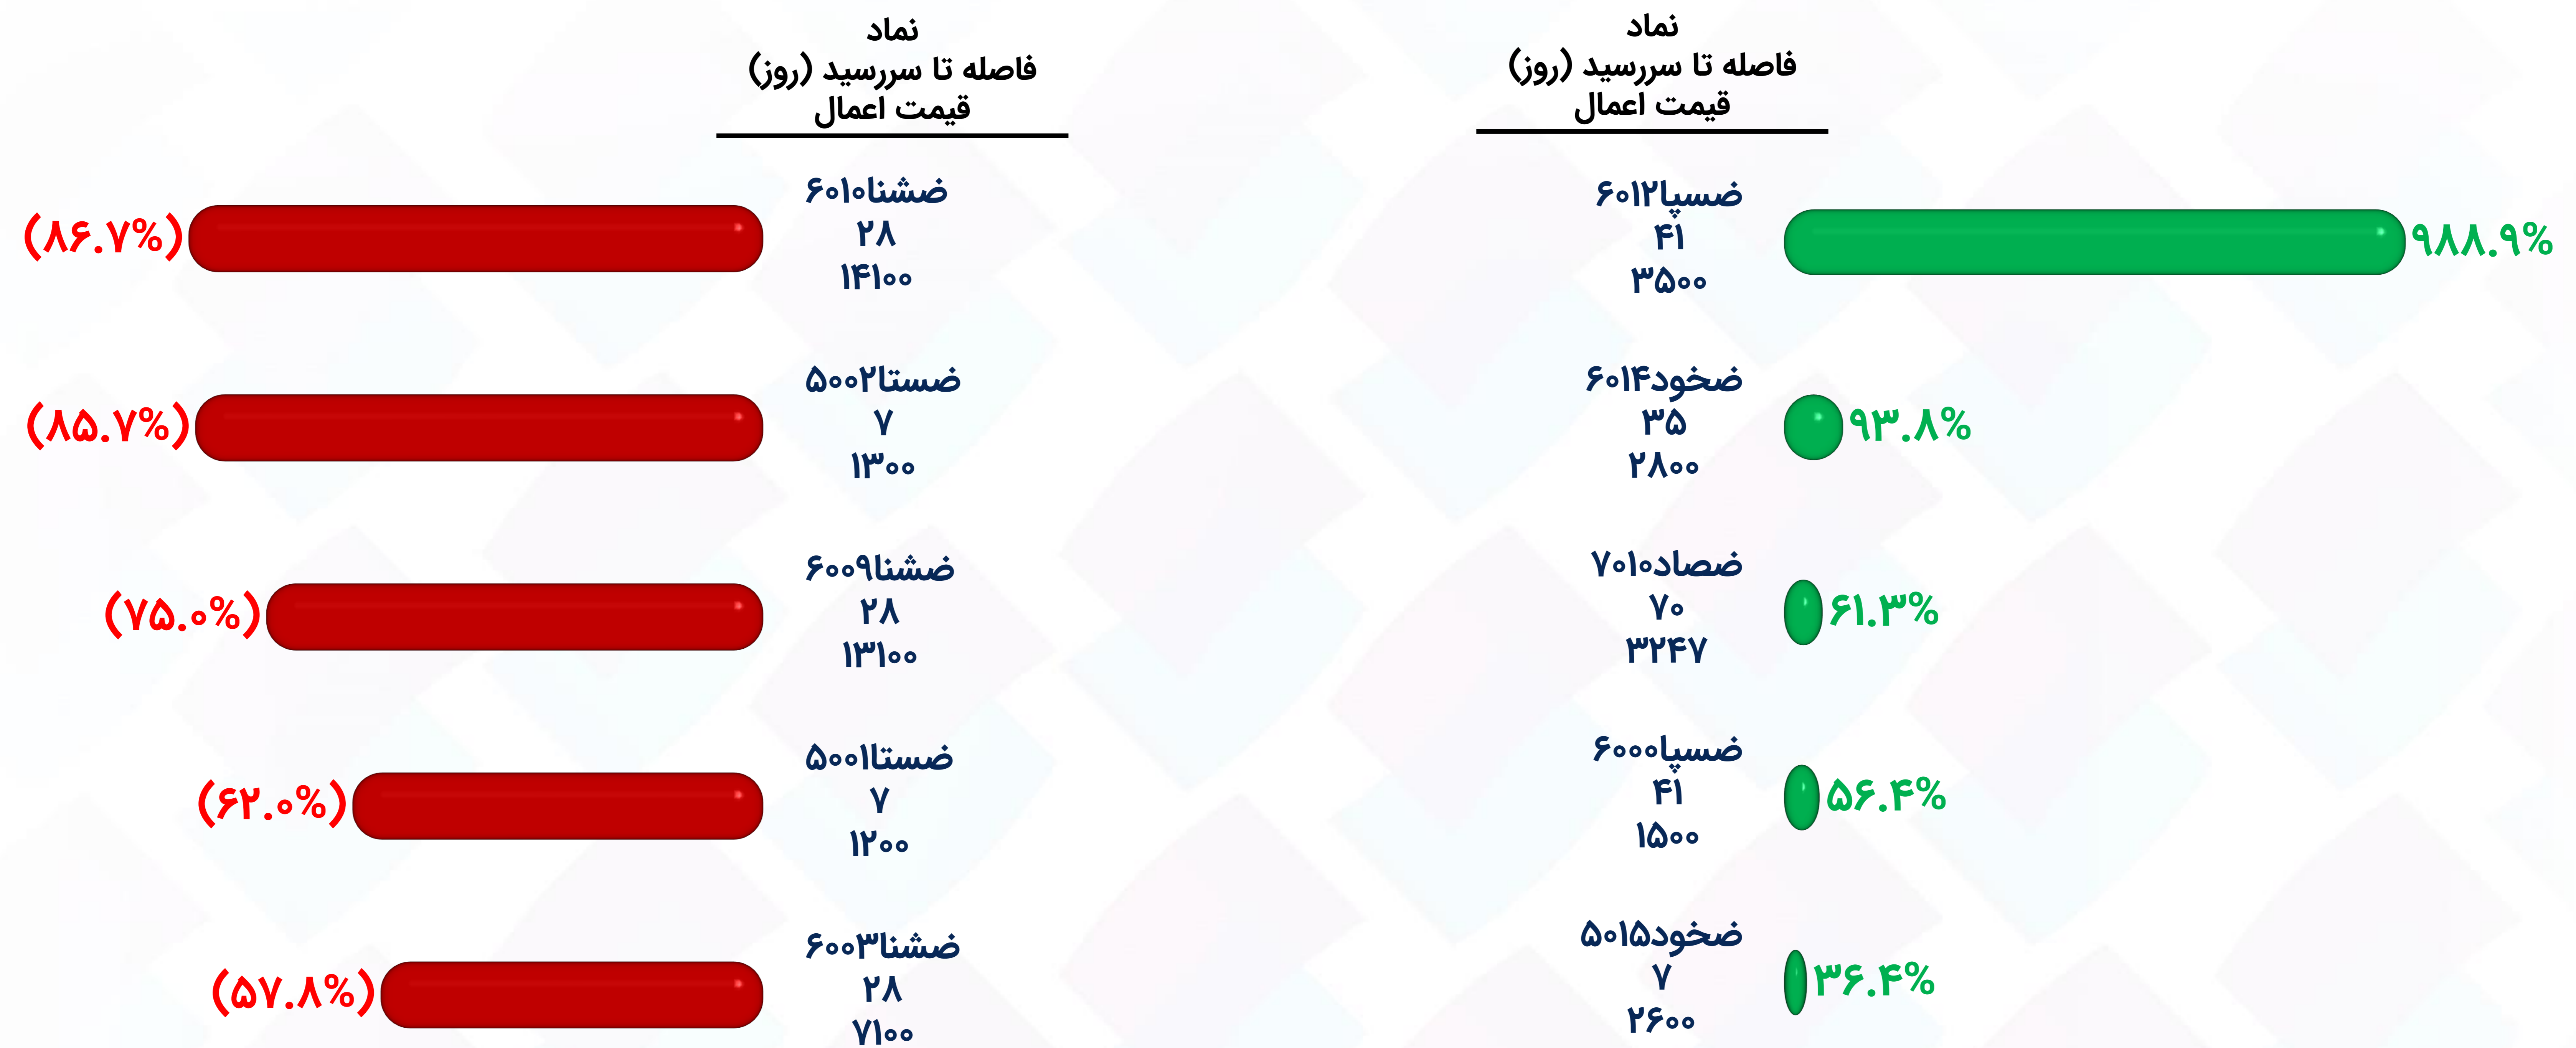 نماد
فاصله تا سررسید (روز)
قیمت اعمال
ضسپا۶۰۱۲
۴۱
۳۵۰۰
۹۸۸.۹%
ضخود۶۰۱۴
۳۵
۲۸۰۰
۹۳.۸%
ضصاد۷۰۱۰
۷۰
۳۲۴۷
۶۱.۳%
ضسپا۶۰۰۰
۴۱
۱۵۰۰
۵۶.۴%
ضخود۵۰۱۵
۷
۲۶۰۰
۳۶.۴%
نماد
فاصله تا سررسید (روز)
قیمت اعمال
ضشنا۶۰۱۰
۲۸
۱۴۱۰۰
(۸۶.۷%)
ضستا۵۰۰۲
۷
۱۳۰۰
(۸۵.۷%)
ضشنا۶۰۰۹
۲۸
۱۳۱۰۰
(۷۵.۰%)
ضستا۵۰۰۱
۷
۱۲۰۰
(۶۲.۰%)
ضشنا۶۰۰۳
۲۸
۷۱۰۰
(۵۷.۸%)